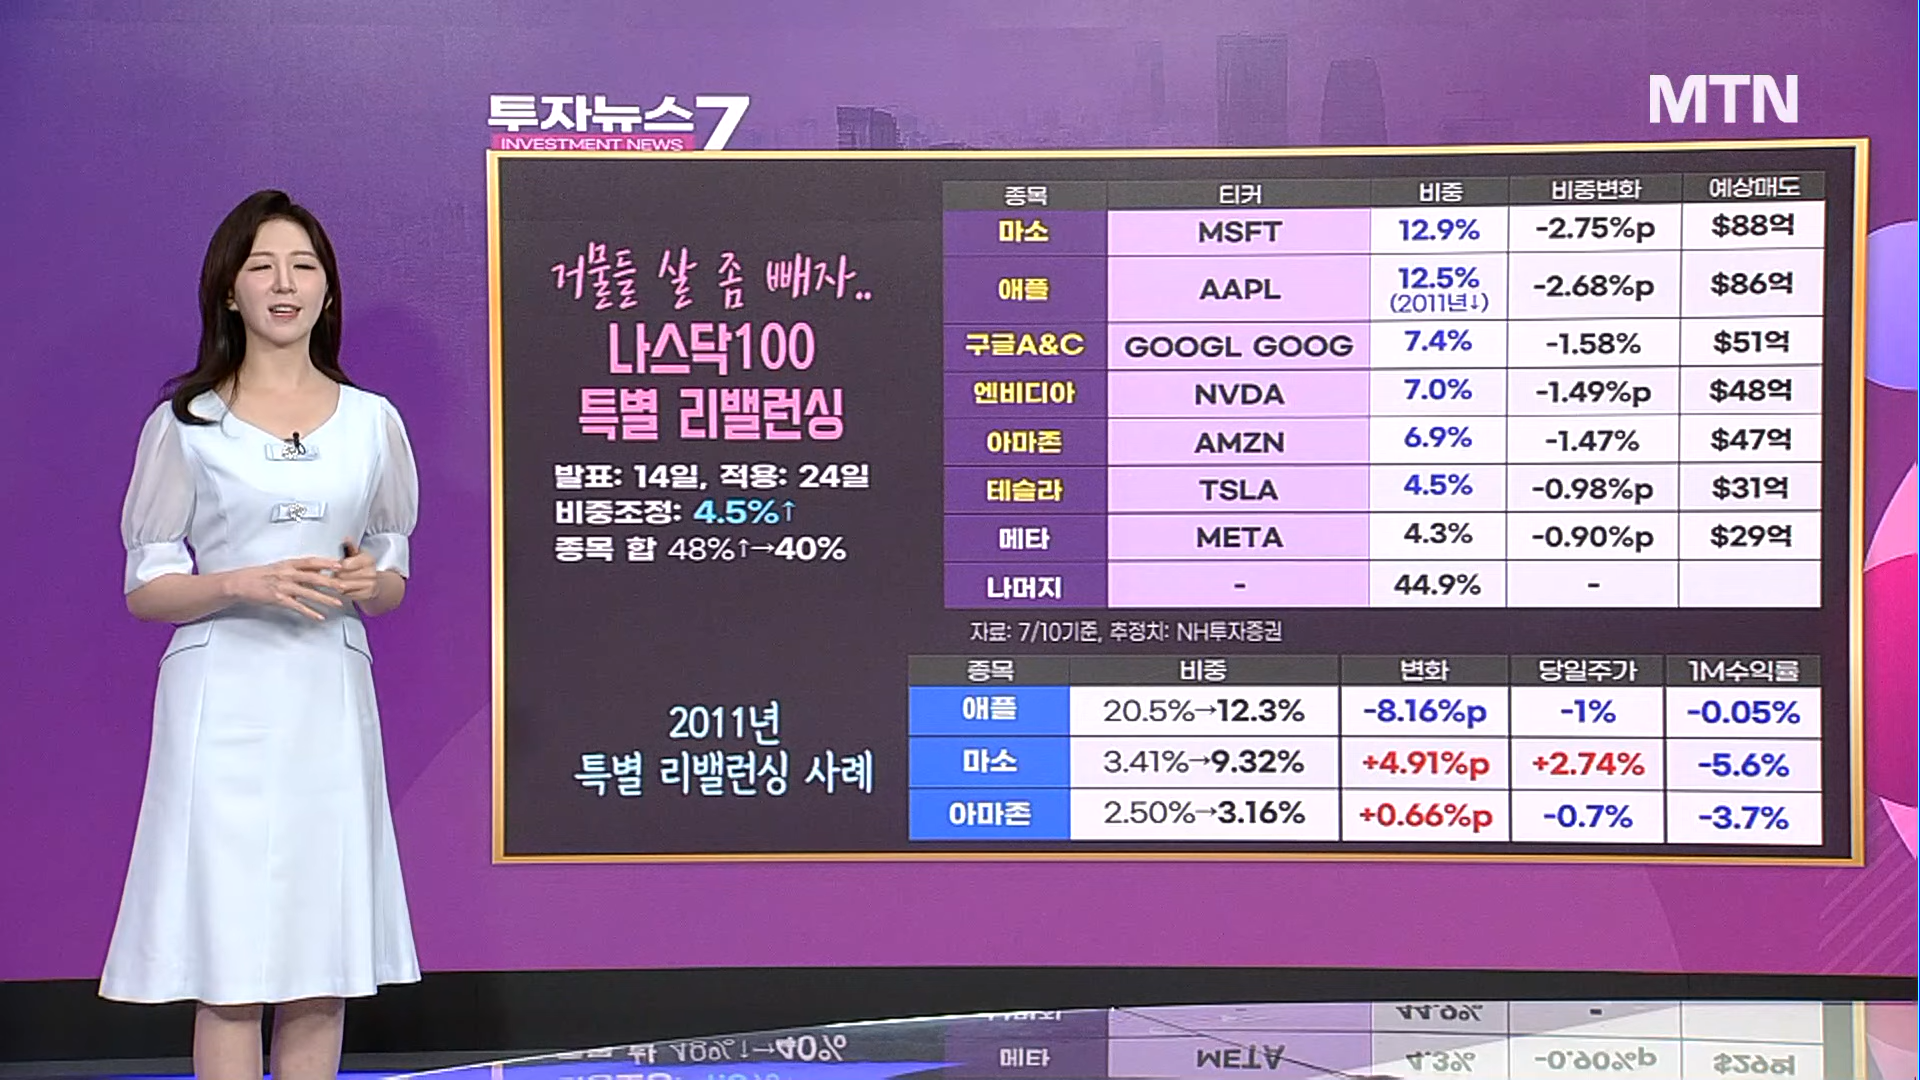 MTN
투자뉴스7
INVESTMENT NEWS
거물들 살 좀 빼자..
나스닥100
특별 리밸런싱
발표: 14일, 적용: 24일
비중조정: 4.5%↑
종목 합 48%↑→40%
종목 티커 비중 비중변화 예상매도
마소 MSFT 12.9% -2.75%p $88억
애플 AAPL 12.5% (2011년↓) -2.68%p $86억
구글A&C GOOGL GOOG 7.4% -1.58% $51억
엔비디아 NVDA 7.0% -1.49%p $48억
아마존 AMZN 6.9% -1.47% $47억
테슬라 TSLA 4.5% -0.98%p $31억
메타 META 4.3% -0.90%p $29억
나머지 - 44.9% -
자료: 7/10기준, 추정치: NH투자증권
2011년
특별 리밸런싱 사례
종목 비중 변화 당일주가 1M수익률
애플 20.5%→12.3% -8.16%p -1% -0.05%
마소 3.41%→9.32% +4.91%p +2.74% -5.6%
아마존 2.50%→3.16% +0.66%p -0.7% -3.7%